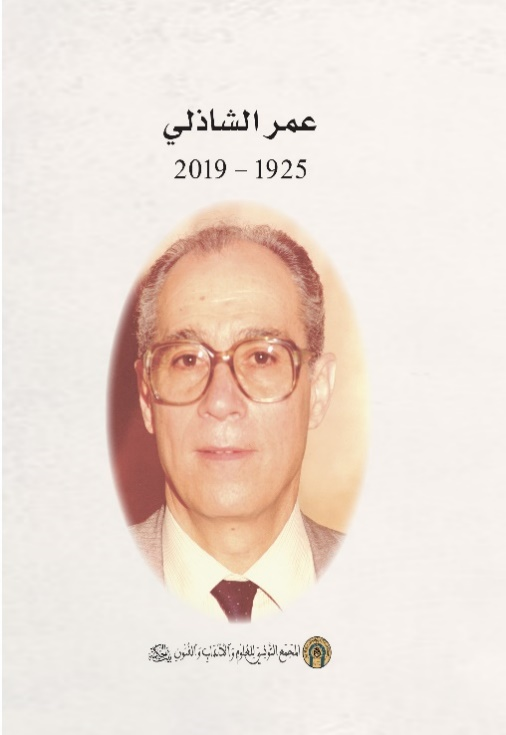 عمر الشاذلي
1925 – 2019
المجمع التونسي للعلوم والآداب والفنون بيت الحكمة